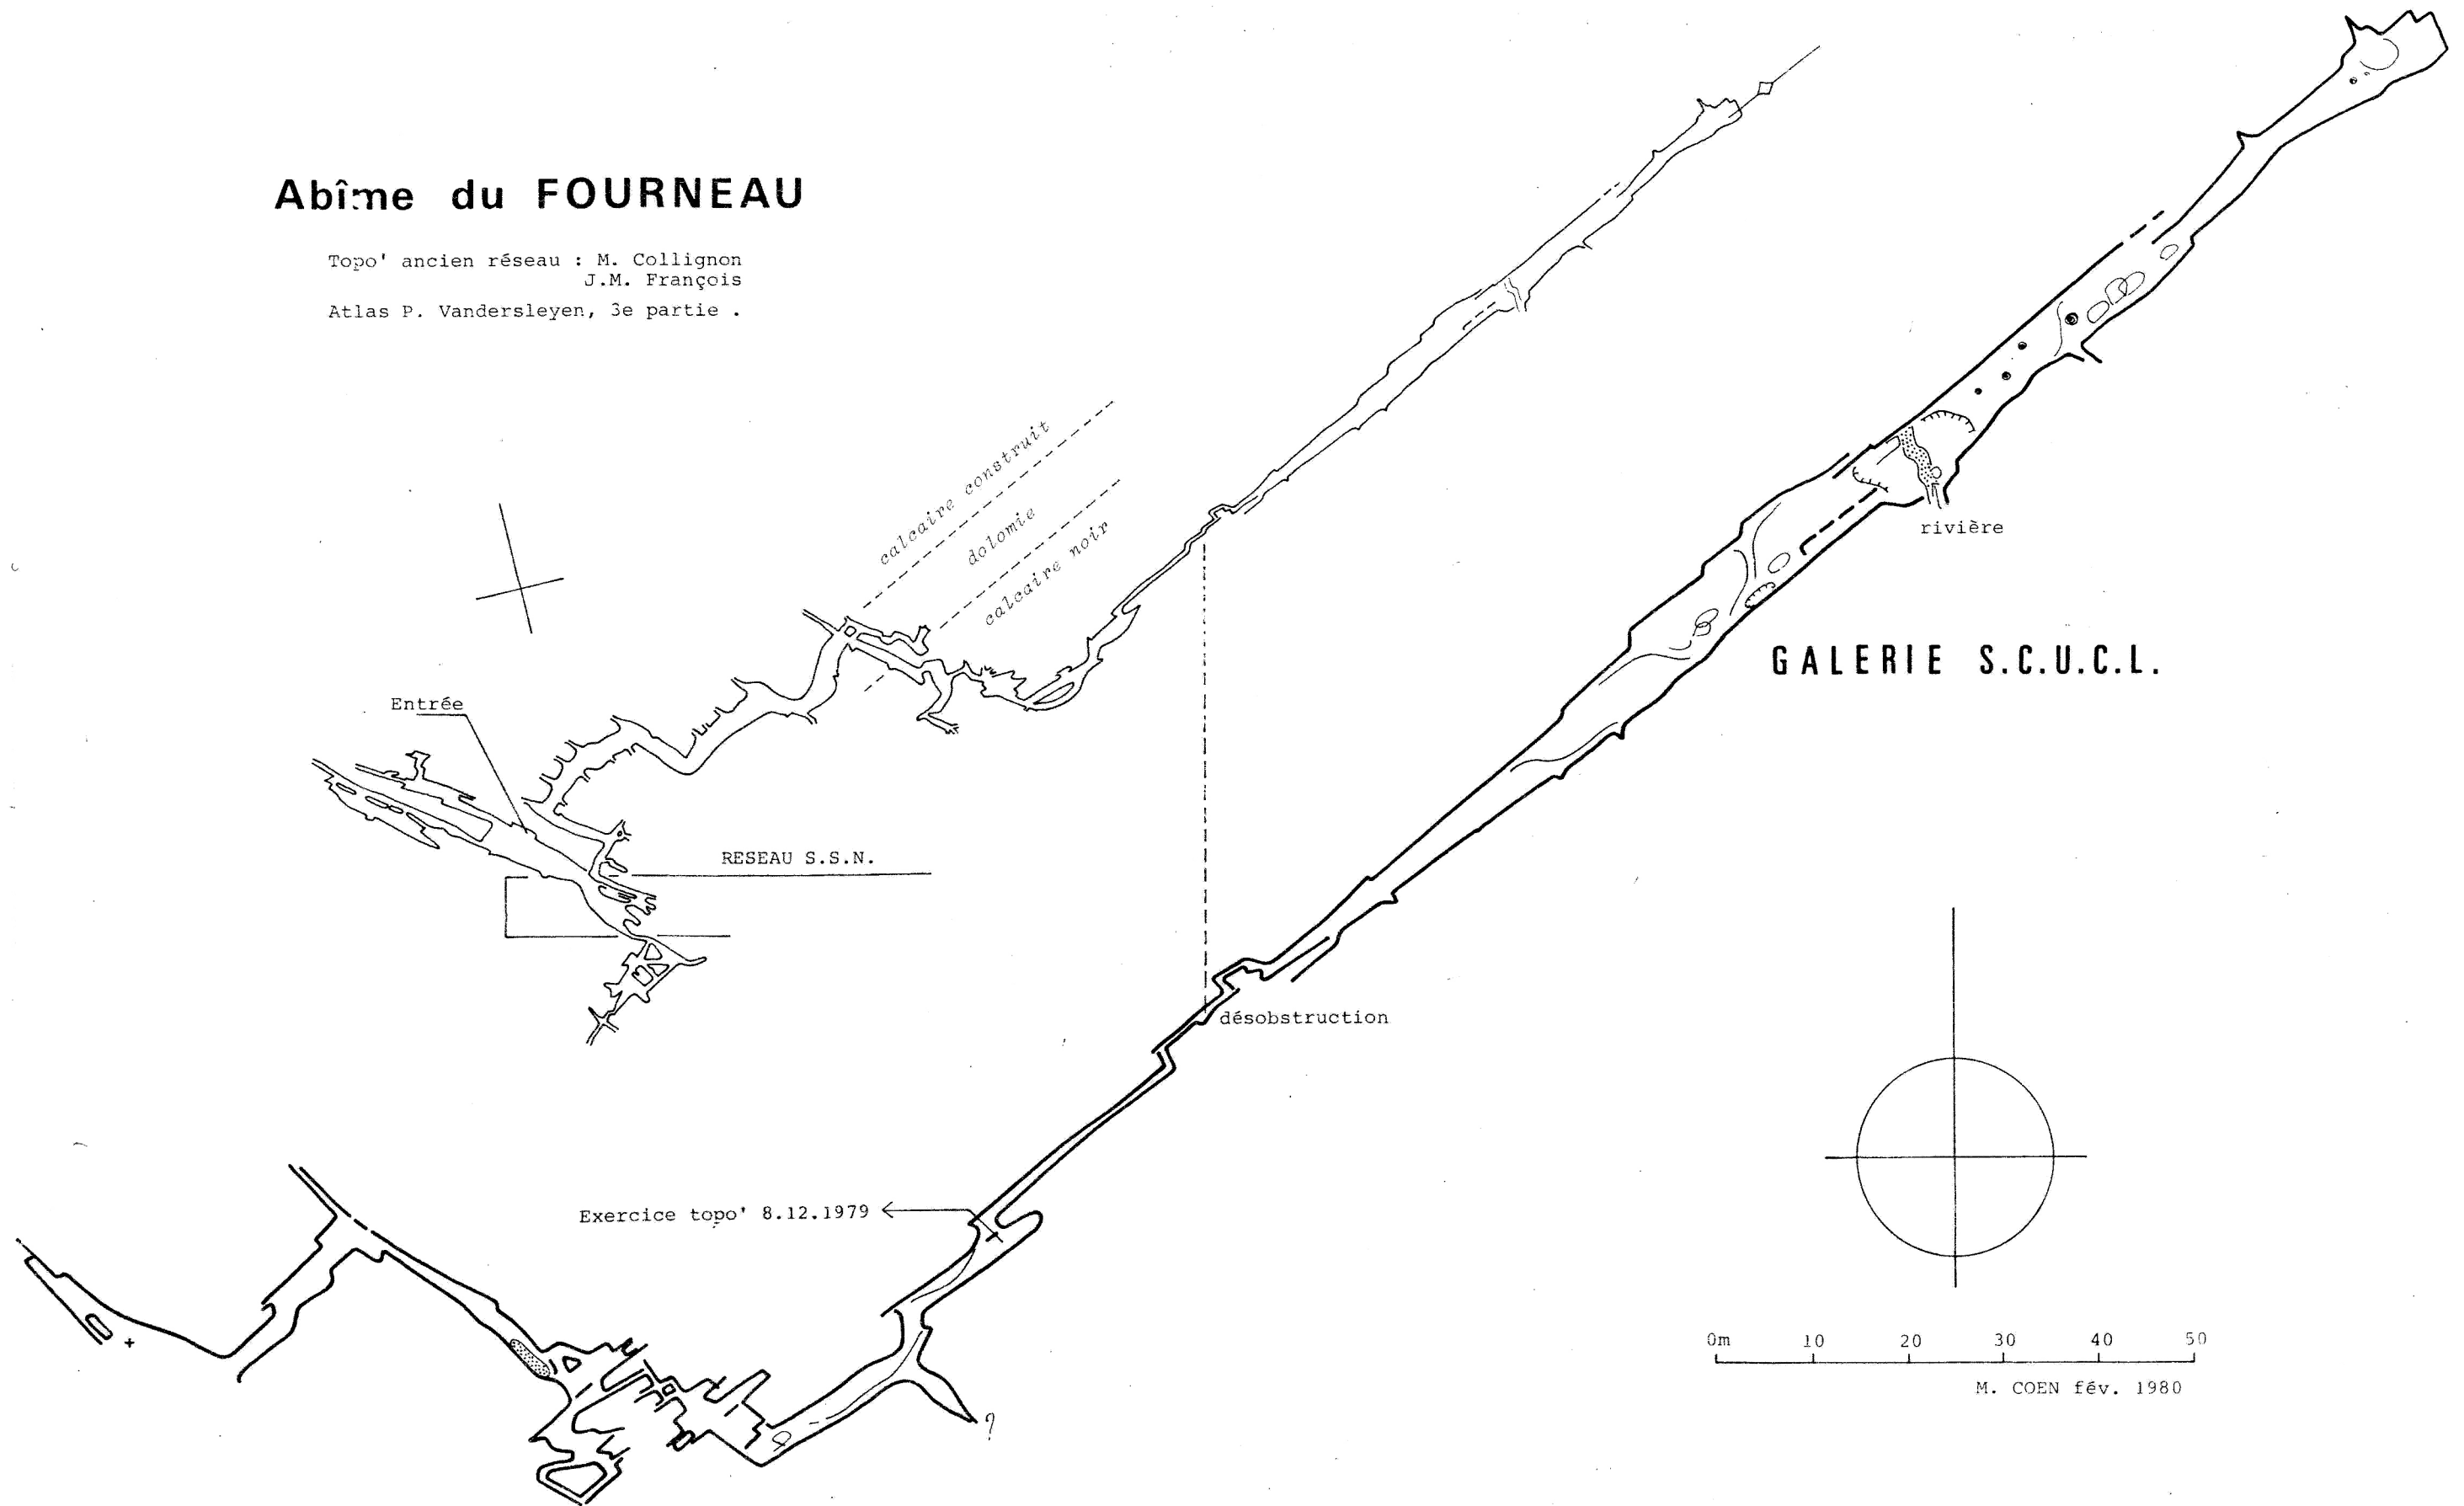 Abîme du FOURNEAU
Topo' ancien réseau : M. Collignon
J.M. François
Atlas P. Vandersleyen, 3e partie .
calcaire construit
dolomie
calcaire noir
rivière
GALERIE S.C.U.C.L.
Entrée
RESEAU S.S.N.
désobstruction
Exercice topo' 8.12.1979
?
0m 10 20 30 40 50
M. COEN fév. 1980